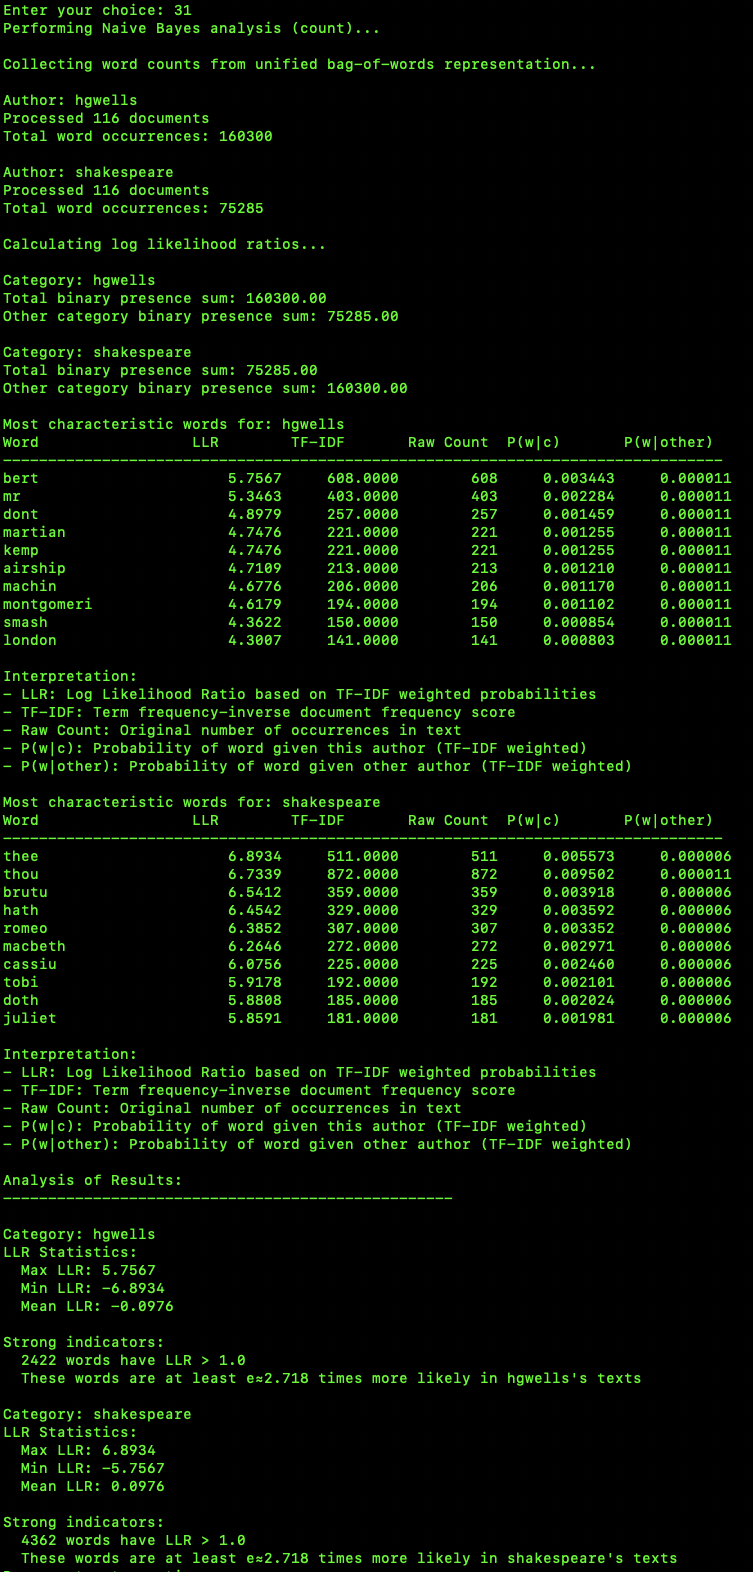 Enter your choice: 31
Performing Naive Bayes analysis (count)...
Collecting word counts from unified bag-of-words representation...
Author: hgwells
Processed 116 documents
Total word occurrences: 160300
Author: shakespeare
Processed 116 documents
Total word occurrences: 75285
Calculating log likelihood ratios...
Category: hgwells
Total binary presence sum: 160300.00
Other category binary presence sum: 75285.00
Category: shakespeare
Total binary presence sum: 75285.00
Other category binary presence sum: 160300.00
Most characteristic words for: hgwells
Word LLR TF-IDF Raw Count P(w|c) P(w|other)
--------------------------------------------------------------------------------
bert 5.7567 608.0000 608 0.003443 0.000011
mr 5.3463 403.0000 403 0.002284 0.000011
dont 4.8979 257.0000 257 0.001459 0.000011
martian 4.7476 221.0000 221 0.001255 0.000011
kemp 4.7476 221.0000 221 0.001255 0.000011
airship 4.7109 213.0000 213 0.001210 0.000011
machin 4.6776 206.0000 206 0.001170 0.000011
montgomeri 4.6179 194.0000 194 0.001102 0.000011
smash 4.3622 150.0000 150 0.000854 0.000011
london 4.3007 141.0000 141 0.000803 0.000011
Interpretation:
- LLR: Log Likelihood Ratio based on TF-IDF weighted probabilities
- TF-IDF: Term frequency-inverse document frequency score
- Raw Count: Original number of occurrences in text
- P(w|c): Probability of word given this author (TF-IDF weighted)
- P(w|other): Probability of word given other author (TF-IDF weighted)
Most characteristic words for: shakespeare
Word LLR TF-IDF Raw Count P(w|c) P(w|other)
--------------------------------------------------------------------------------
thee 6.8934 511.0000 511 0.005573 0.000006
thou 6.7339 872.0000 872 0.009502 0.000011
brutu 6.5412 359.0000 359 0.003918 0.000006
hath 6.4542 329.0000 329 0.003592 0.000006
romeo 6.3852 307.0000 307 0.003352 0.000006
macbeth 6.2646 272.0000 272 0.002971 0.000006
cassiu 6.0756 225.0000 225 0.002460 0.000006
tobi 5.9178 192.0000 192 0.002101 0.000006
doth 5.8808 185.0000 185 0.002024 0.000006
juliet 5.8591 181.0000 181 0.001981 0.000006
Interpretation:
- LLR: Log Likelihood Ratio based on TF-IDF weighted probabilities
- TF-IDF: Term frequency-inverse document frequency score
- Raw Count: Original number of occurrences in text
- P(w|c): Probability of word given this author (TF-IDF weighted)
- P(w|other): Probability of word given other author (TF-IDF weighted)
Analysis of Results:
--------------------------------------------------
Category: hgwells
LLR Statistics:
Max LLR: 5.7567
Min LLR: -6.8934
Mean LLR: -0.0976
Strong indicators:
2422 words have LLR > 1.0
These words are at least e≈2.718 times more likely in hgwells's texts
Category: shakespeare
LLR Statistics:
Max LLR: 6.8934
Min LLR: -5.7567
Mean LLR: 0.0976
Strong indicators:
4362 words have LLR > 1.0
These words are at least e≈2.718 times more likely in shakespeare's texts